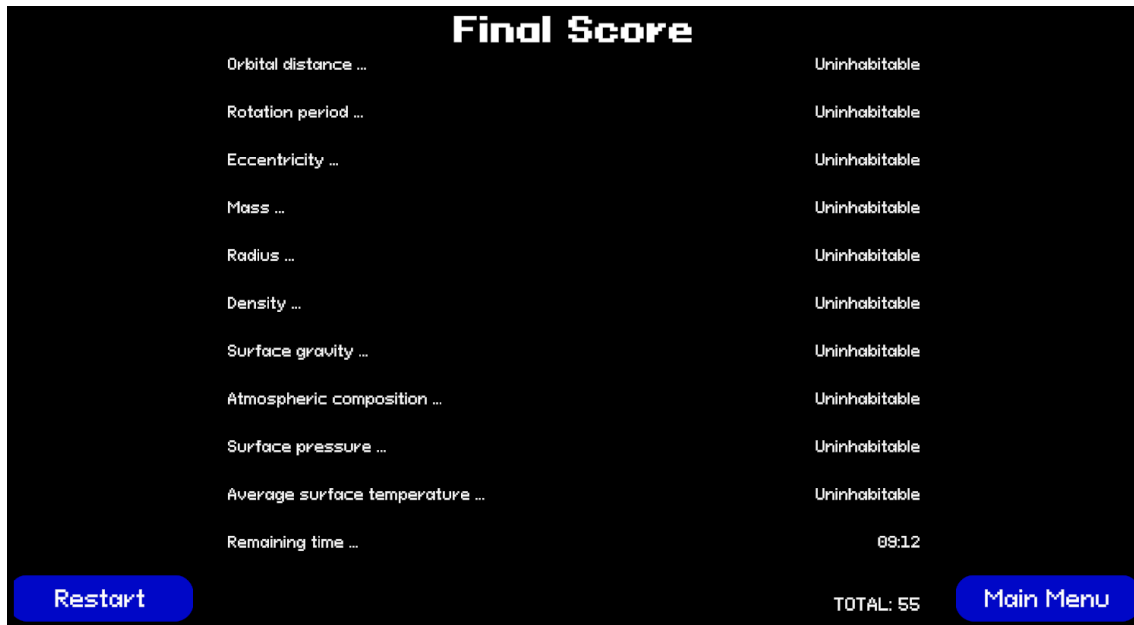 Final Score
Orbital distance ... Uninhabitable
Rotation period ... Uninhabitable
Eccentricity ... Uninhabitable
Mass ... Uninhabitable
Radius ... Uninhabitable
Density ... Uninhabitable
Surface gravity ... Uninhabitable
Atmospheric composition ... Uninhabitable
Surface pressure ... Uninhabitable
Average surface temperature ... Uninhabitable
Remaining time ... 09:12
Restart
TOTAL: 55
Main Menu